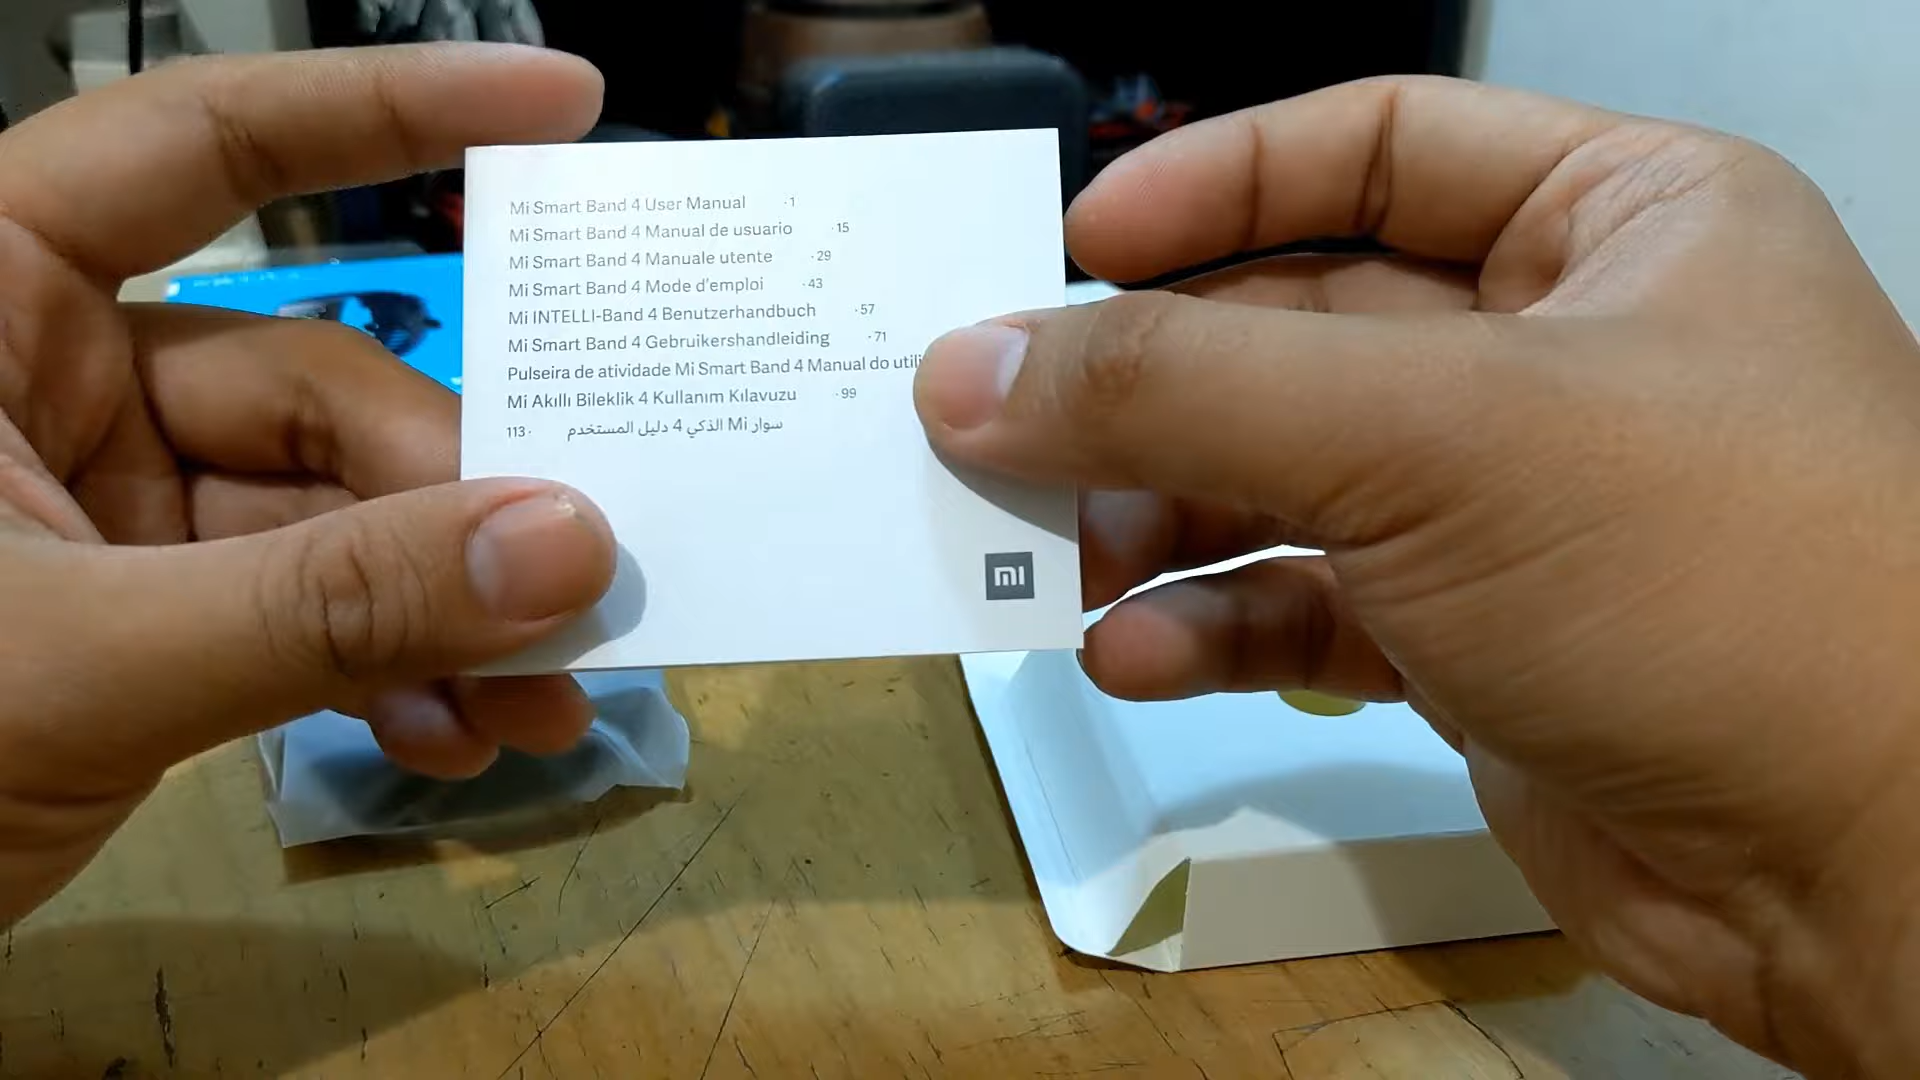 Mi Smart Band 4 User Manual · 1
Mi Smart Band 4 Manual de usuario · 15
Mi Smart Band 4 Manuale utente · 29
Mi Smart Band 4 Mode d'emploi · 43
Mi INTELLI-Band 4 Benutzerhandbuch · 57
Mi Smart Band 4 Gebruikershandleiding · 71
Pulseira de atividade Mi Smart Band 4 Manual do
Mi Akıllı Bileklik 4 Kullanım Kılavuzu · 99
سوار Mi الذكي 4 دليل المستخدم · 113
mi